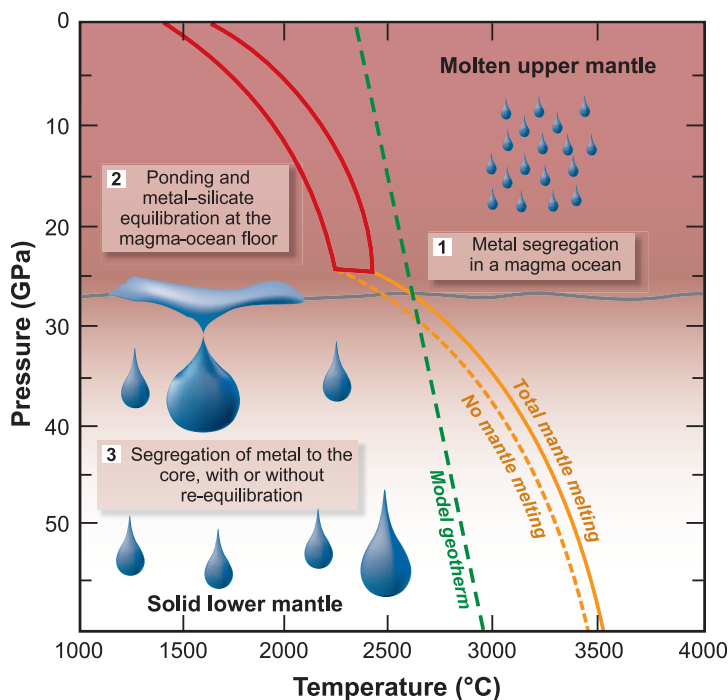 0
10
20
30
40
50
Pressure (GPa)
1000
1500
2000
2500
3000
3500
4000
Temperature (°C)
Molten upper mantle
1 Metal segregation
in a magma ocean
2 Ponding and
metal–silicate
equilibration at the
magma-ocean floor
3 Segregation of metal to the
core, with or without
re-equilibration
Solid lower mantle
Model geotherm
No mantle melting
Total mantle melting